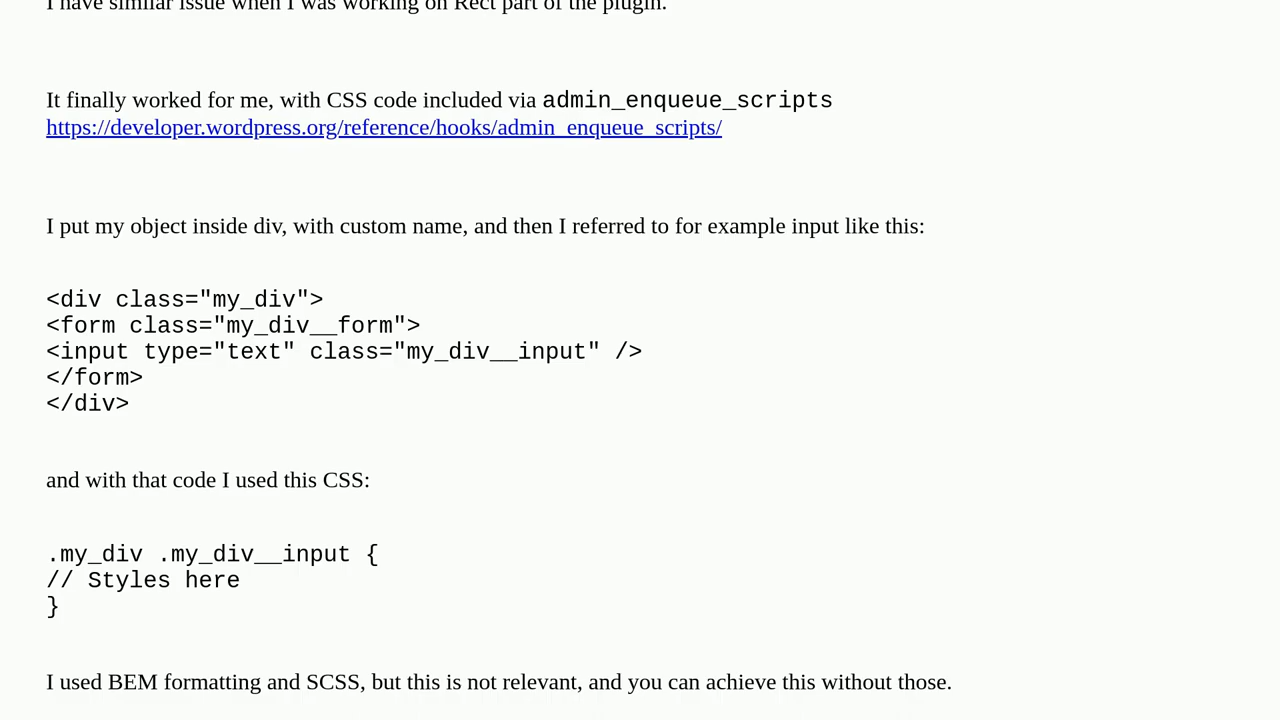 I have similar issue when I was working on Rect part of the plugin.
It finally worked for me, with CSS code included via admin_enqueue_scripts
https://developer.wordpress.org/reference/hooks/admin_enqueue_scripts/
I put my object inside div, with custom name, and then I referred to for example input like this:
<div class="my_div">
<form class="my_div__form">
<input type="text" class="my_div__input" />
</form>
</div>
and with that code I used this CSS:
.my_div .my_div__input {
// Styles here
}
I used BEM formatting and SCSS, but this is not relevant, and you can achieve this without those.